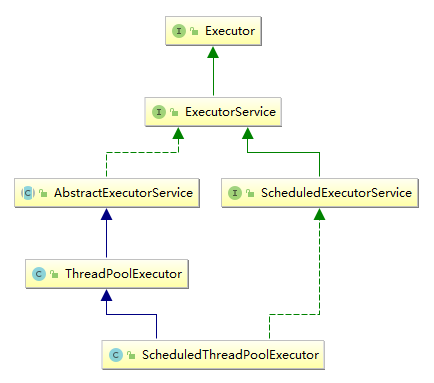 I Executor
I ExecutorService
C AbstractExecutorService
I ScheduledExecutorService
C ThreadPoolExecutor
C ScheduledThreadPoolExecutor